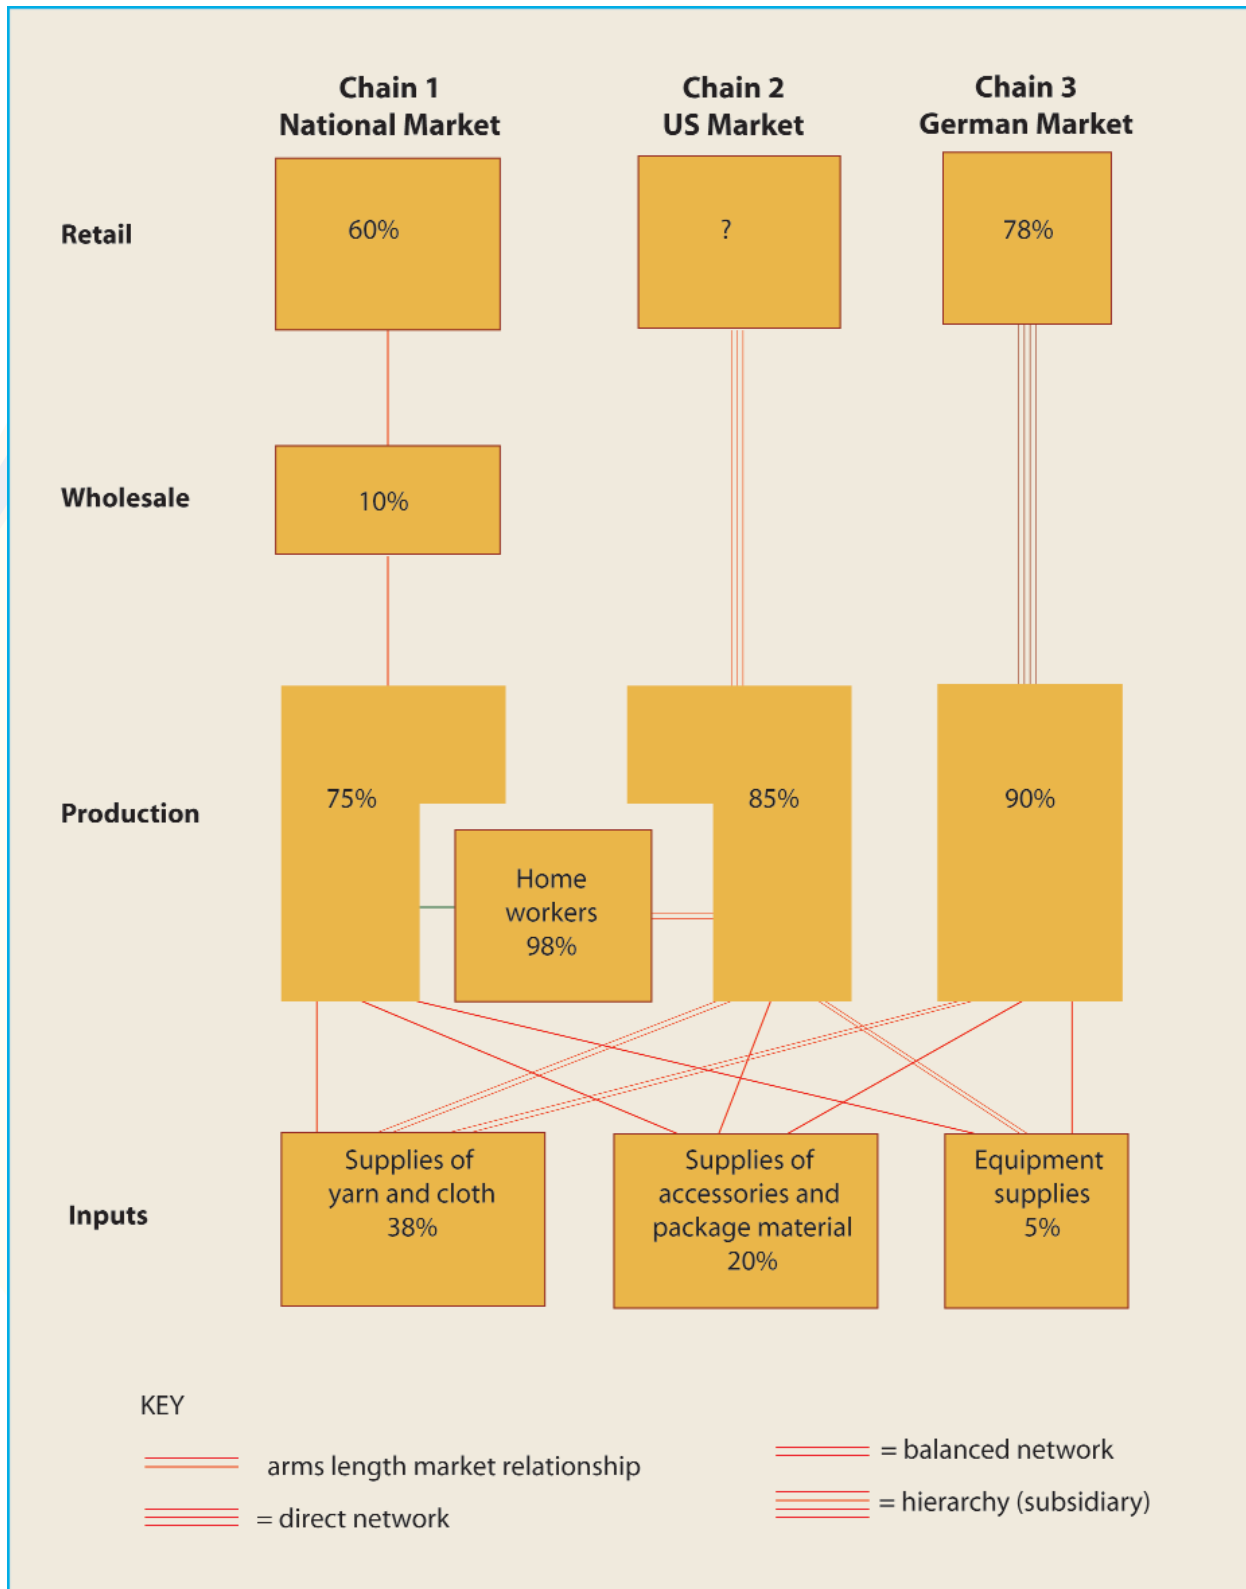 Chain 1
National Market
Chain 2
US Market
Chain 3
German Market
Retail
60%
?
78%
Wholesale
10%
Production
75%
85%
90%
Home
workers
98%
Inputs
Supplies of
yarn and cloth
38%
Supplies of
accessories and
package material
20%
Equipment
supplies
5%
KEY
arms length market relationship
= direct network
= balanced network
= hierarchy (subsidiary)